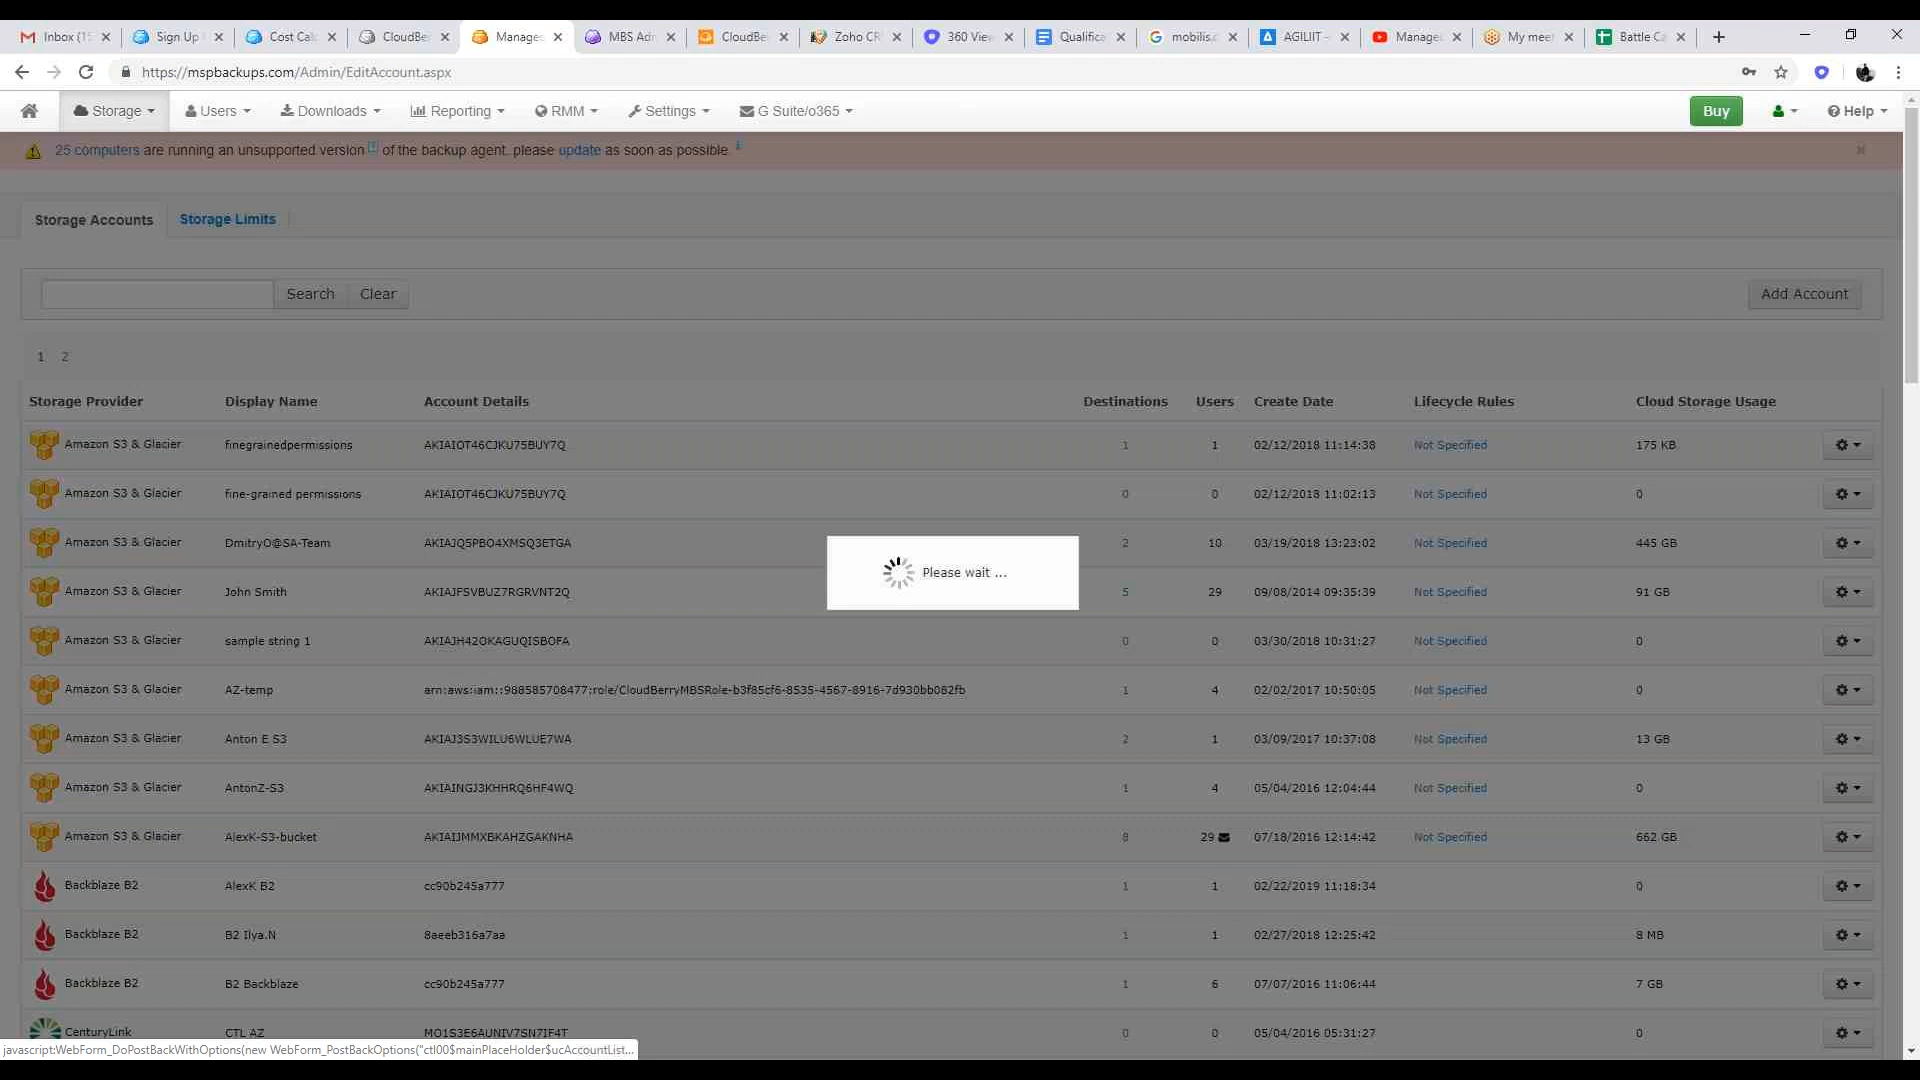 Inbox (15
Sign Up
Cost Calc
CloudBe
Manage
MBS Adm
CloudBe
Zoho CR
360 View
Qualifica
mobilis.c
AGILIIT -
Manage
My meet
Battle Ca
https://mspbackups.com/Admin/EditAccount.aspx
Storage
Users
Downloads
Reporting
RMM
Settings
G Suite/o365
Buy
Help
25 computers are running an unsupported version of the backup agent. please update as soon as possible.
Storage Accounts
Storage Limits
Search
Clear
Add Account
1 2
Storage Provider Display Name Account Details Destinations Users Create Date Lifecycle Rules Cloud Storage Usage
Amazon S3 & Glacier finegrainedpermissions AKIAIOT46CJKU75BUY7Q 1 1 02/12/2018 11:14:38 Not Specified 175 KB
Amazon S3 & Glacier fine-grained permissions AKIAIOT46CJKU75BUY7Q 0 0 02/12/2018 11:02:13 Not Specified 0
Amazon S3 & Glacier DmitryO@SA-Team AKIAJQ5PBO4XMSQ3ETGA 2 10 03/19/2018 13:23:02 Not Specified 445 GB
Amazon S3 & Glacier John Smith AKIAJFSVBUZ7RGRVNT2Q 5 29 09/08/2014 09:35:39 Not Specified 91 GB
Please wait ...
Amazon S3 & Glacier sample string 1 AKIAJH42OKAGUQISBOFA 0 0 03/30/2018 10:31:27 Not Specified 0
Amazon S3 & Glacier AZ-temp arn:aws:iam::988585708477:role/CloudBerryMBSRole-b3f85cf6-8535-4567-8916-7d930bb082fb 1 4 02/02/2017 10:50:05 Not Specified 0
Amazon S3 & Glacier Anton E S3 AKIAJ3S3WILU6WLUE7WA 2 1 03/09/2017 10:37:08 Not Specified 13 GB
Amazon S3 & Glacier AntonZ-S3 AKIAINGJ3KHHRQ6HF4WQ 1 4 05/04/2016 12:04:44 Not Specified 0
Amazon S3 & Glacier AlexK-S3-bucket AKIAIJMMXBKAHZGAKNHA 8 29 07/18/2016 12:14:42 Not Specified 662 GB
Backblaze B2 AlexK B2 cc90b245a777 1 1 02/22/2019 11:18:34 0
Backblaze B2 B2 Ilya.N 8aeeb316a7aa 1 1 02/27/2018 12:25:42 8 MB
Backblaze B2 B2 Backblaze cc90b245a777 1 6 07/07/2016 11:06:44 7 GB
CenturyLink CTL AZ MO1S3E6AUNIV7SN7IF4T 0 0 05/04/2016 05:31:27 0
javascript:WebForm_DoPostBackWithOptions(new WebForm_PostBackOptions("ctl00$mainPlaceHolder$ucAccountList...